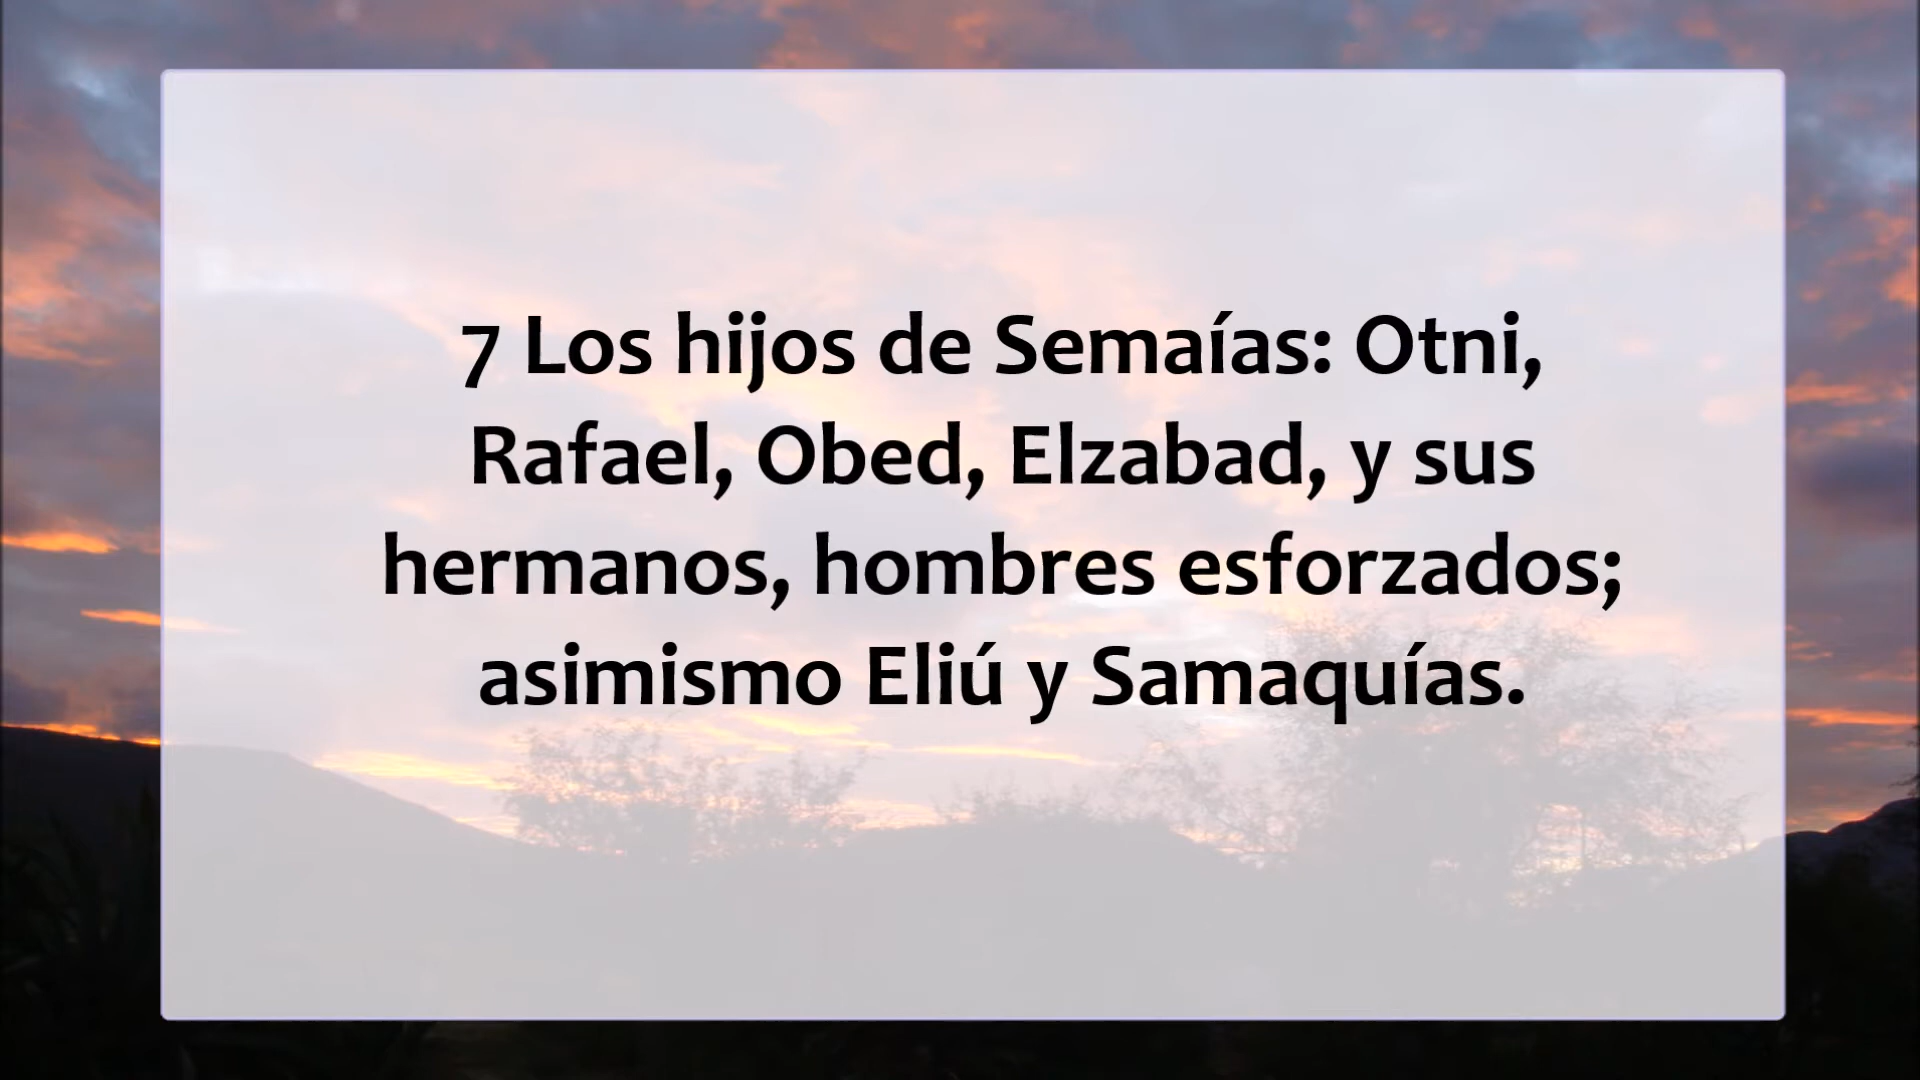 7 Los hijos de Semaías: Otni,
Rafael, Obed, Elzabad, y sus
hermanos, hombres esforzados;
asimismo Eliú y Samaquías.